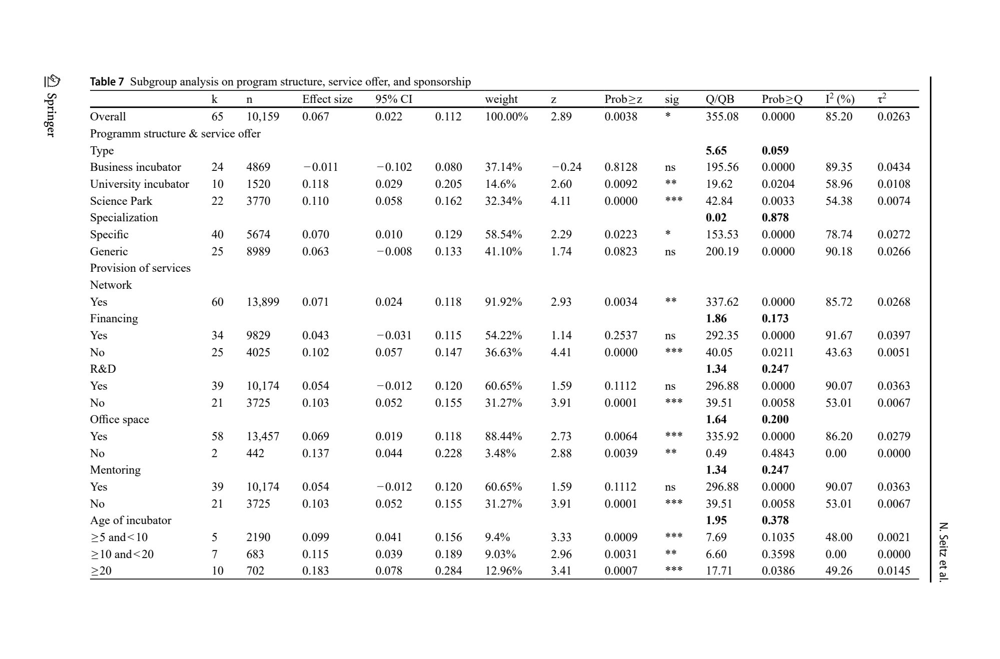 Springer
Table 7 Subgroup analysis on program structure, service offer, and sponsorship
k n Effect size 95% CI weight z Prob≥z sig Q/QB Prob≥Q I² (%) τ²
Overall 65 10,159 0.067 0.022 0.112 100.00% 2.89 0.0038 * 355.08 0.0000 85.20 0.0263
Programm structure & service offer
Type 5.65 0.059
Business incubator 24 4869 −0.011 −0.102 0.080 37.14% −0.24 0.8128 ns 195.56 0.0000 89.35 0.0434
University incubator 10 1520 0.118 0.029 0.205 14.6% 2.60 0.0092 ** 19.62 0.0204 58.96 0.0108
Science Park 22 3770 0.110 0.058 0.162 32.34% 4.11 0.0000 *** 42.84 0.0033 54.38 0.0074
Specialization 0.02 0.878
Specific 40 5674 0.070 0.010 0.129 58.54% 2.29 0.0223 * 153.53 0.0000 78.74 0.0272
Generic 25 8989 0.063 −0.008 0.133 41.10% 1.74 0.0823 ns 200.19 0.0000 90.18 0.0266
Provision of services
Network
Yes 60 13,899 0.071 0.024 0.118 91.92% 2.93 0.0034 ** 337.62 0.0000 85.72 0.0268
Financing 1.86 0.173
Yes 34 9829 0.043 −0.031 0.115 54.22% 1.14 0.2537 ns 292.35 0.0000 91.67 0.0397
No 25 4025 0.102 0.057 0.147 36.63% 4.41 0.0000 *** 40.05 0.0211 43.63 0.0051
R&D 1.34 0.247
Yes 39 10,174 0.054 −0.012 0.120 60.65% 1.59 0.1112 ns 296.88 0.0000 90.07 0.0363
No 21 3725 0.103 0.052 0.155 31.27% 3.91 0.0001 *** 39.51 0.0058 53.01 0.0067
Office space 1.64 0.200
Yes 58 13,457 0.069 0.019 0.118 88.44% 2.73 0.0064 *** 335.92 0.0000 86.20 0.0279
No 2 442 0.137 0.044 0.228 3.48% 2.88 0.0039 ** 0.49 0.4843 0.00 0.0000
Mentoring 1.34 0.247
Yes 39 10,174 0.054 −0.012 0.120 60.65% 1.59 0.1112 ns 296.88 0.0000 90.07 0.0363
No 21 3725 0.103 0.052 0.155 31.27% 3.91 0.0001 *** 39.51 0.0058 53.01 0.0067
Age of incubator 1.95 0.378
≥5 and<10 5 2190 0.099 0.041 0.156 9.4% 3.33 0.0009 *** 7.69 0.1035 48.00 0.0021
≥10 and<20 7 683 0.115 0.039 0.189 9.03% 2.96 0.0031 ** 6.60 0.3598 0.00 0.0000
≥20 10 702 0.183 0.078 0.284 12.96% 3.41 0.0007 *** 17.71 0.0386 49.26 0.0145
N. Seitz et al.